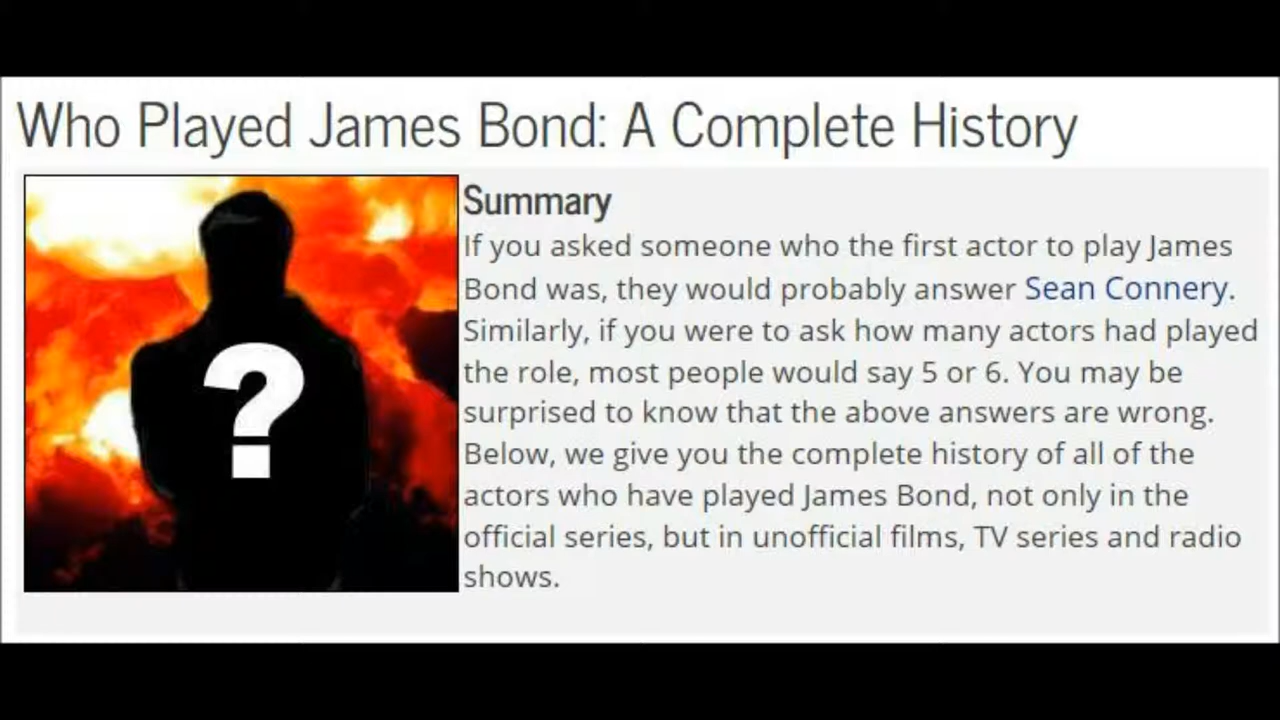 Who Played James Bond: A Complete History
?
Summary
If you asked someone who the first actor to play James
Bond was, they would probably answer Sean Connery.
Similarly, if you were to ask how many actors had played
the role, most people would say 5 or 6. You may be
surprised to know that the above answers are wrong.
Below, we give you the complete history of all of the
actors who have played James Bond, not only in the
official series, but in unofficial films, TV series and radio
shows.